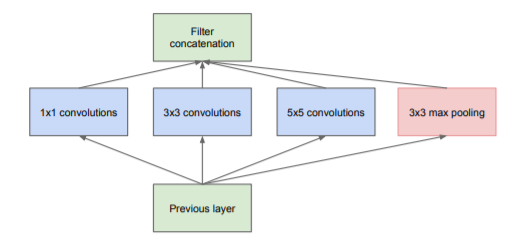 Filter
concatenation
1x1 convolutions
3x3 convolutions
5x5 convolutions
3x3 max pooling
Previous layer